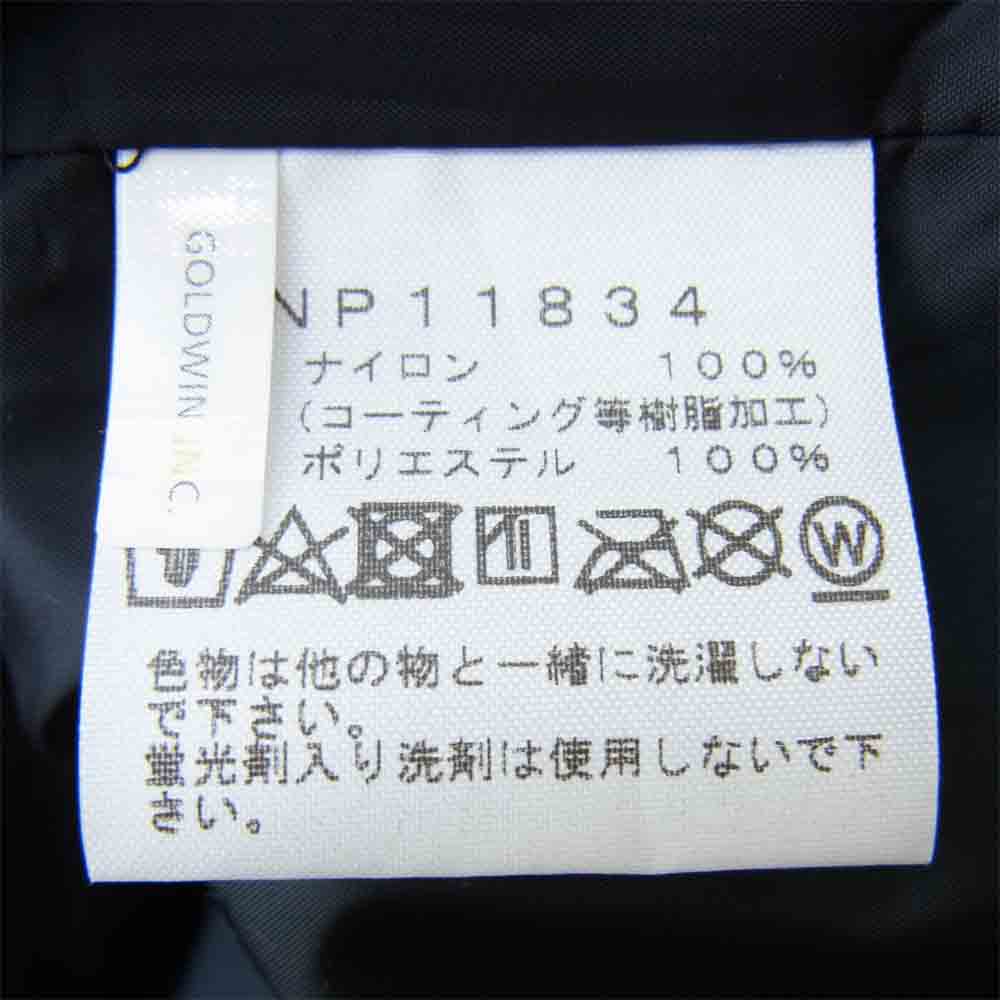 GOLDWIN INC.
NP11834
ナイロン 100%
(コーティング等樹脂加工)
ポリエステル 100%
W
色物は他の物と一緒に洗濯しない
で下さい。
蛍光剤入り洗剤は使用しないで下
さい。